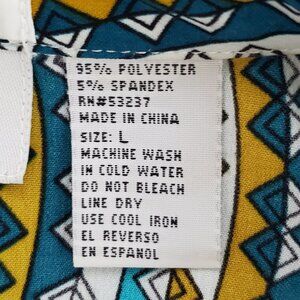 95% POLYESTER
5% SPANDEX
RN#53237
MADE IN CHINA
SIZE: L
MACHINE WASH
IN COLD WATER
DO NOT BLEACH
LINE DRY
USE COOL IRON
EL REVERSO
EN ESPANOL